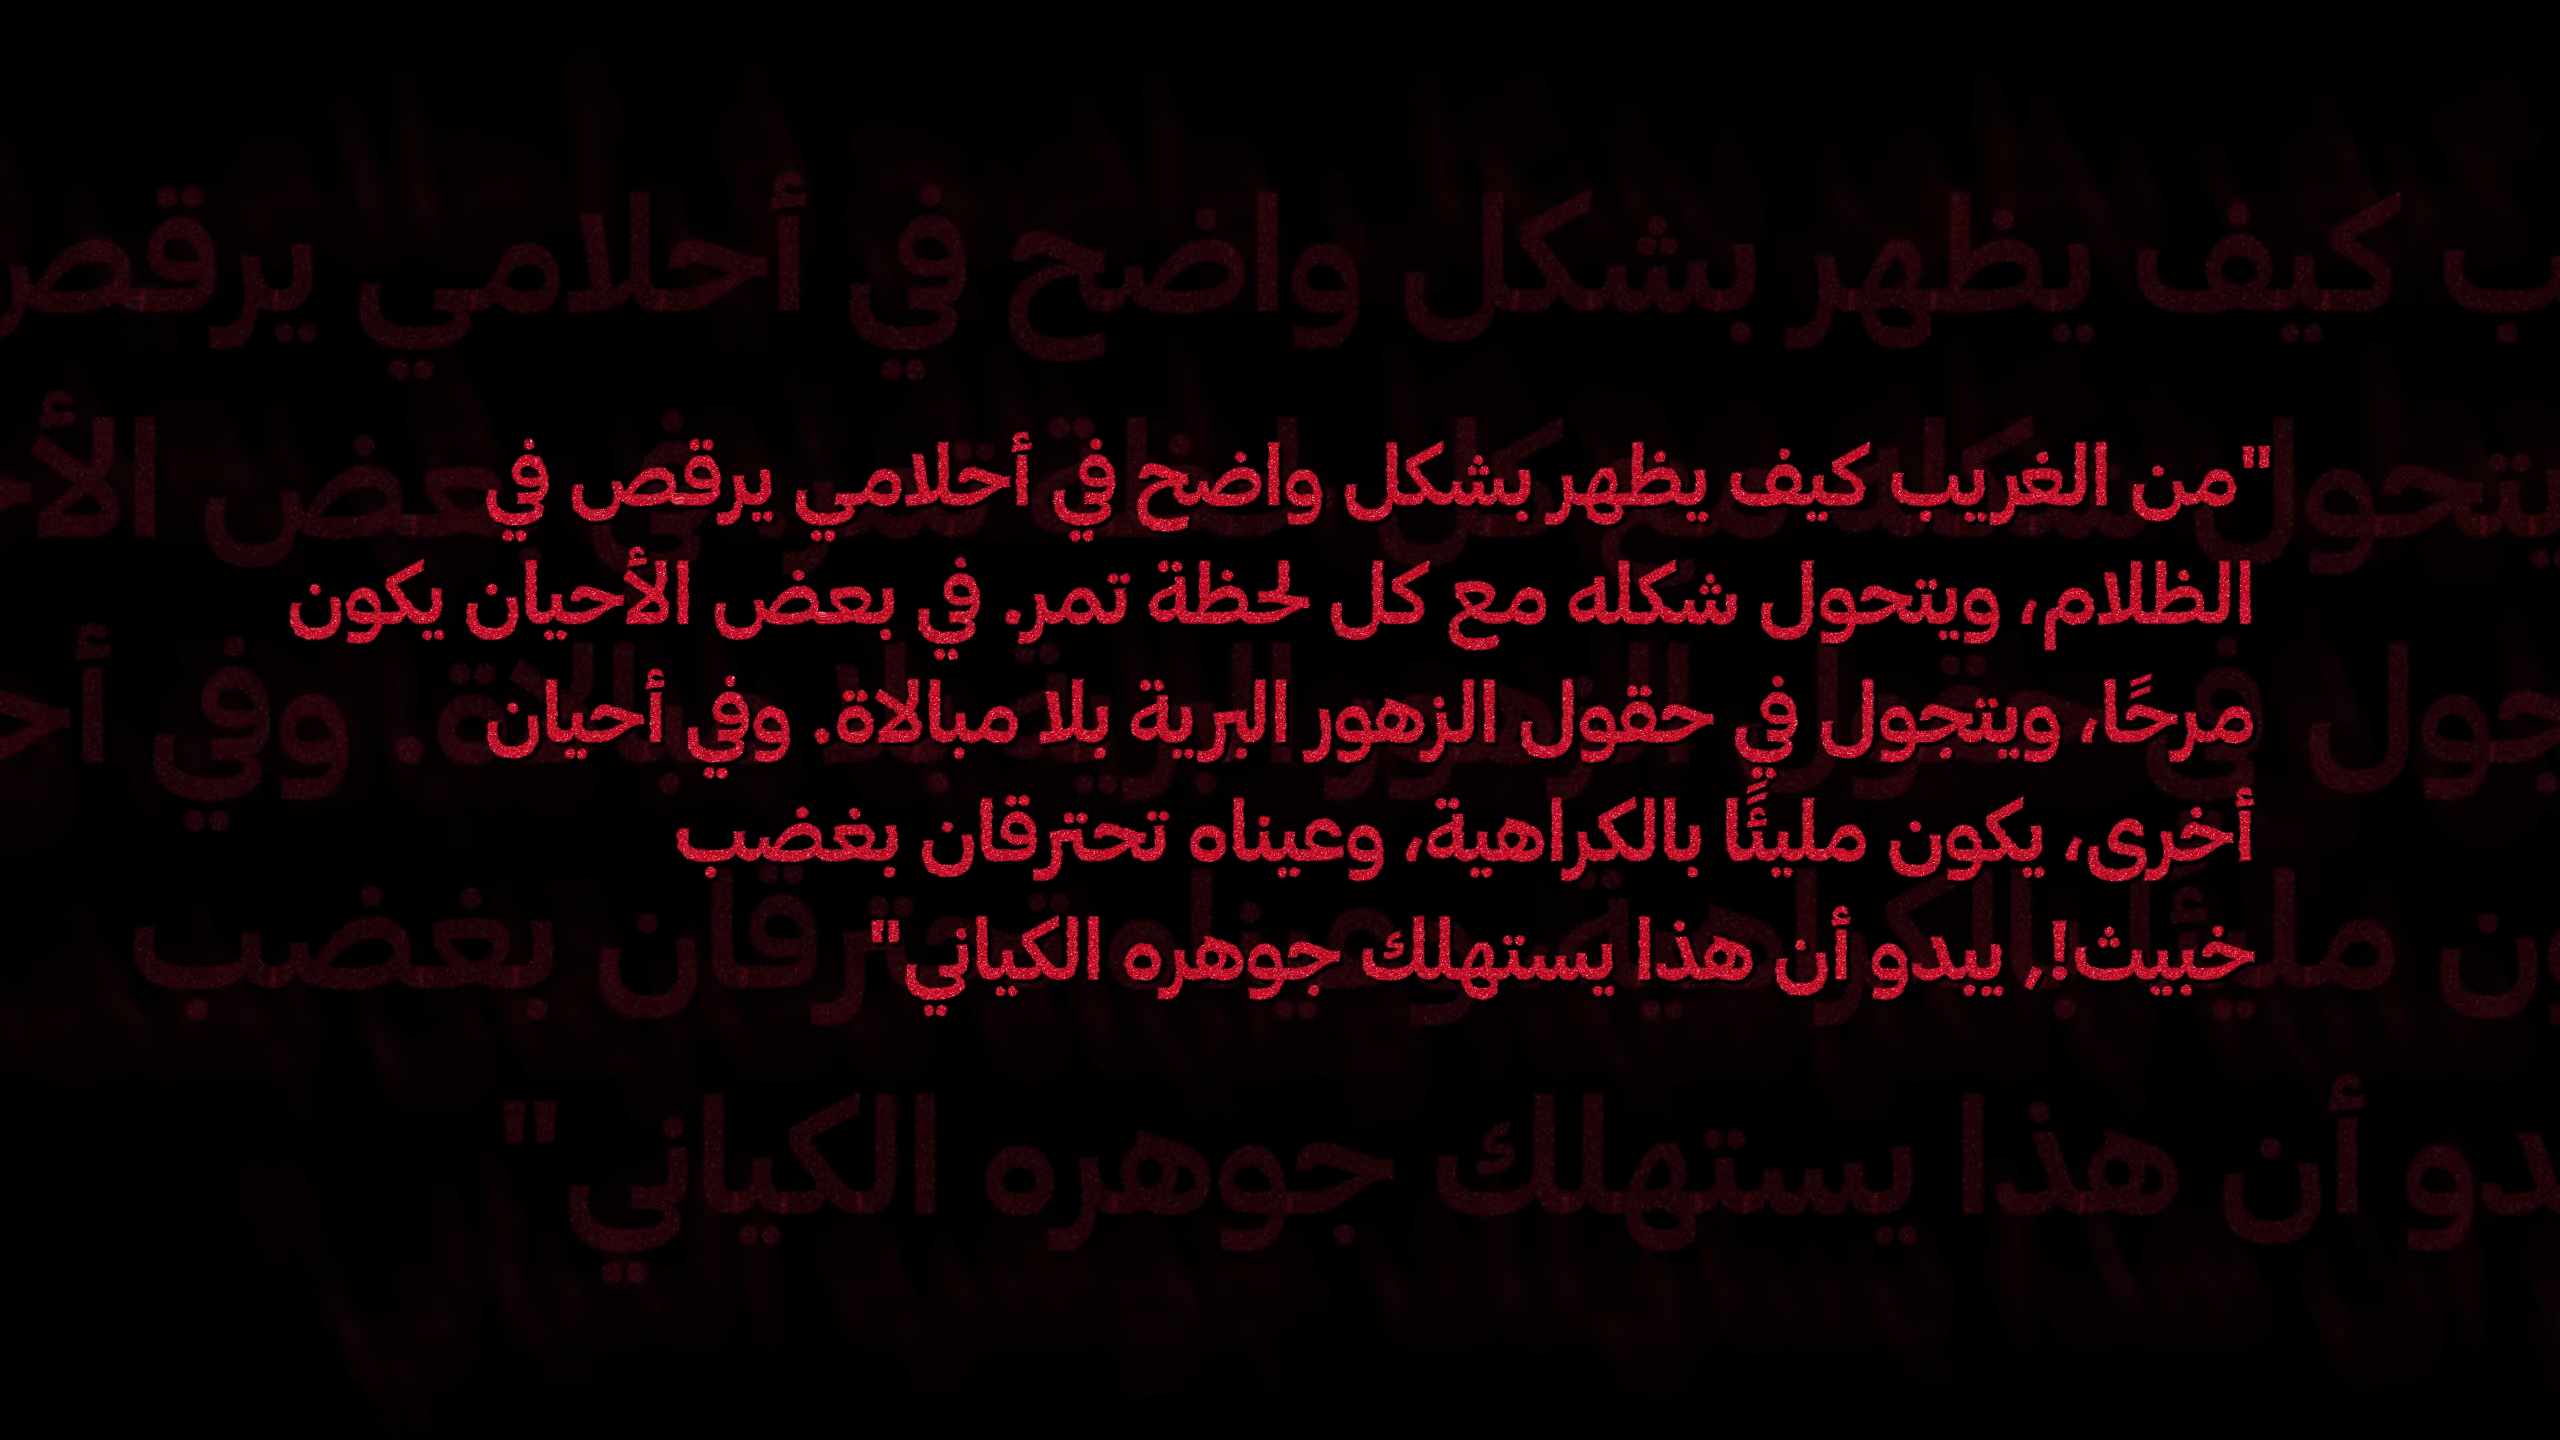 "من الغريب كيف يظهر بشكل واضح في أحلامي يرقص في
الظلام، ويتحول شكله مع كل لحظة تمر. في بعض الأحيان يكون
مرحًا، ويتجول في حقول الزهور البرية بلا مبالاة. وفي أحيان
أخرى، يكون مليئًا بالكراهية، وعيناه تحترقان بغضب
خبيث!, يبدو أن هذا يستهلك جوهره الكياني"